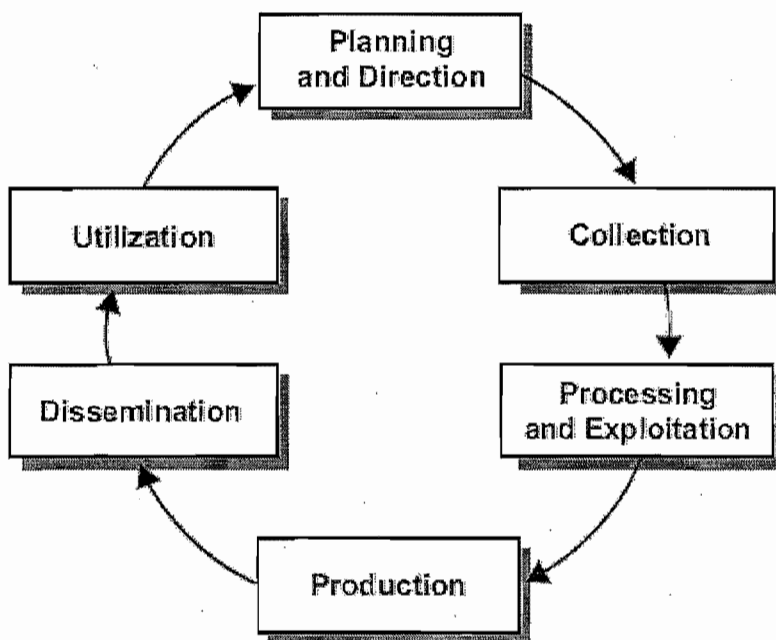 Planning
and Direction
Collection
Processing
and Exploitation
Production
Dissemination
Utilization